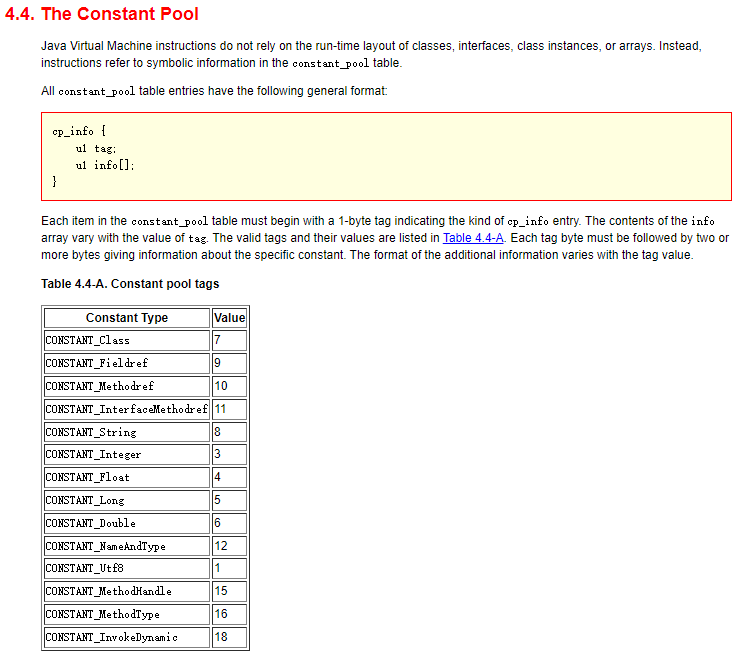 4.4. The Constant Pool
Java Virtual Machine instructions do not rely on the run-time layout of classes, interfaces, class instances, or arrays. Instead,
instructions refer to symbolic information in the constant_pool table.
All constant_pool table entries have the following general format:
cp_info {
    u1 tag;
    u1 info[];
}
Each item in the constant_pool table must begin with a 1-byte tag indicating the kind of cp_info entry. The contents of the info
array vary with the value of tag. The valid tags and their values are listed in Table 4.4-A. Each tag byte must be followed by two or
more bytes giving information about the specific constant. The format of the additional information varies with the tag value.
Table 4.4-A. Constant pool tags
Constant Type Value
CONSTANT_Class 7
CONSTANT_Fieldref 9
CONSTANT_Methodref 10
CONSTANT_InterfaceMethodref 11
CONSTANT_String 8
CONSTANT_Integer 3
CONSTANT_Float 4
CONSTANT_Long 5
CONSTANT_Double 6
CONSTANT_NameAndType 12
CONSTANT_Utf8 1
CONSTANT_MethodHandle 15
CONSTANT_MethodType 16
CONSTANT_InvokeDynamic 18